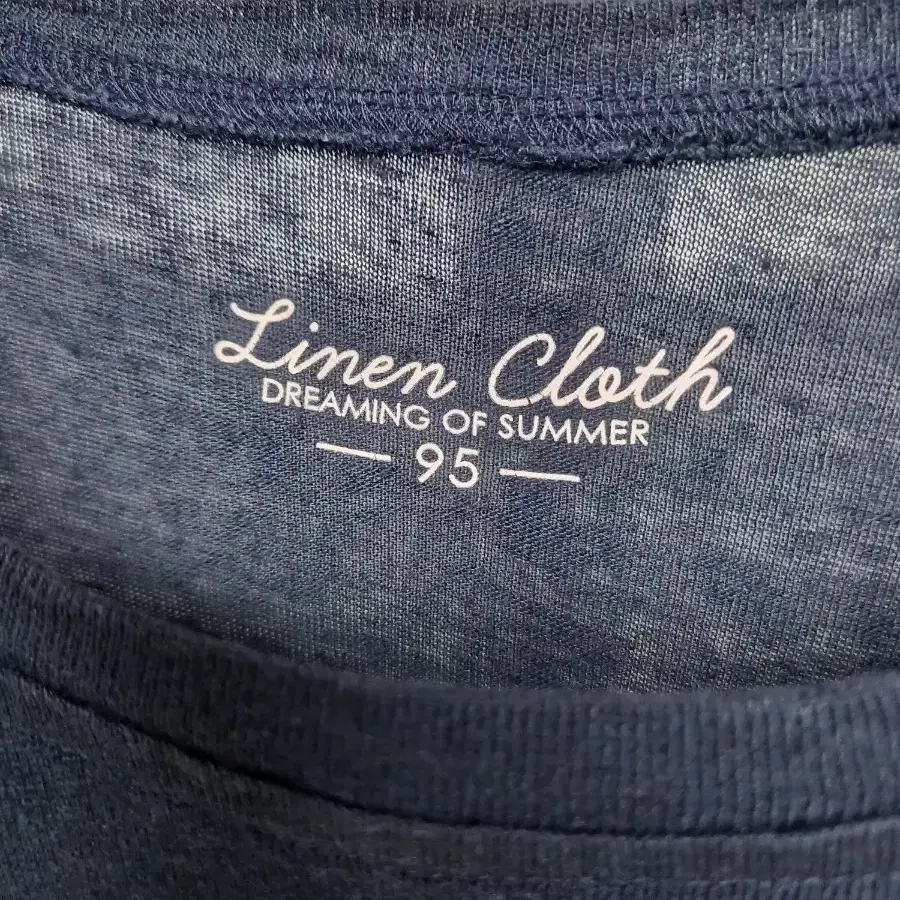 Linen Cloth
DREAMING OF SUMMER
95